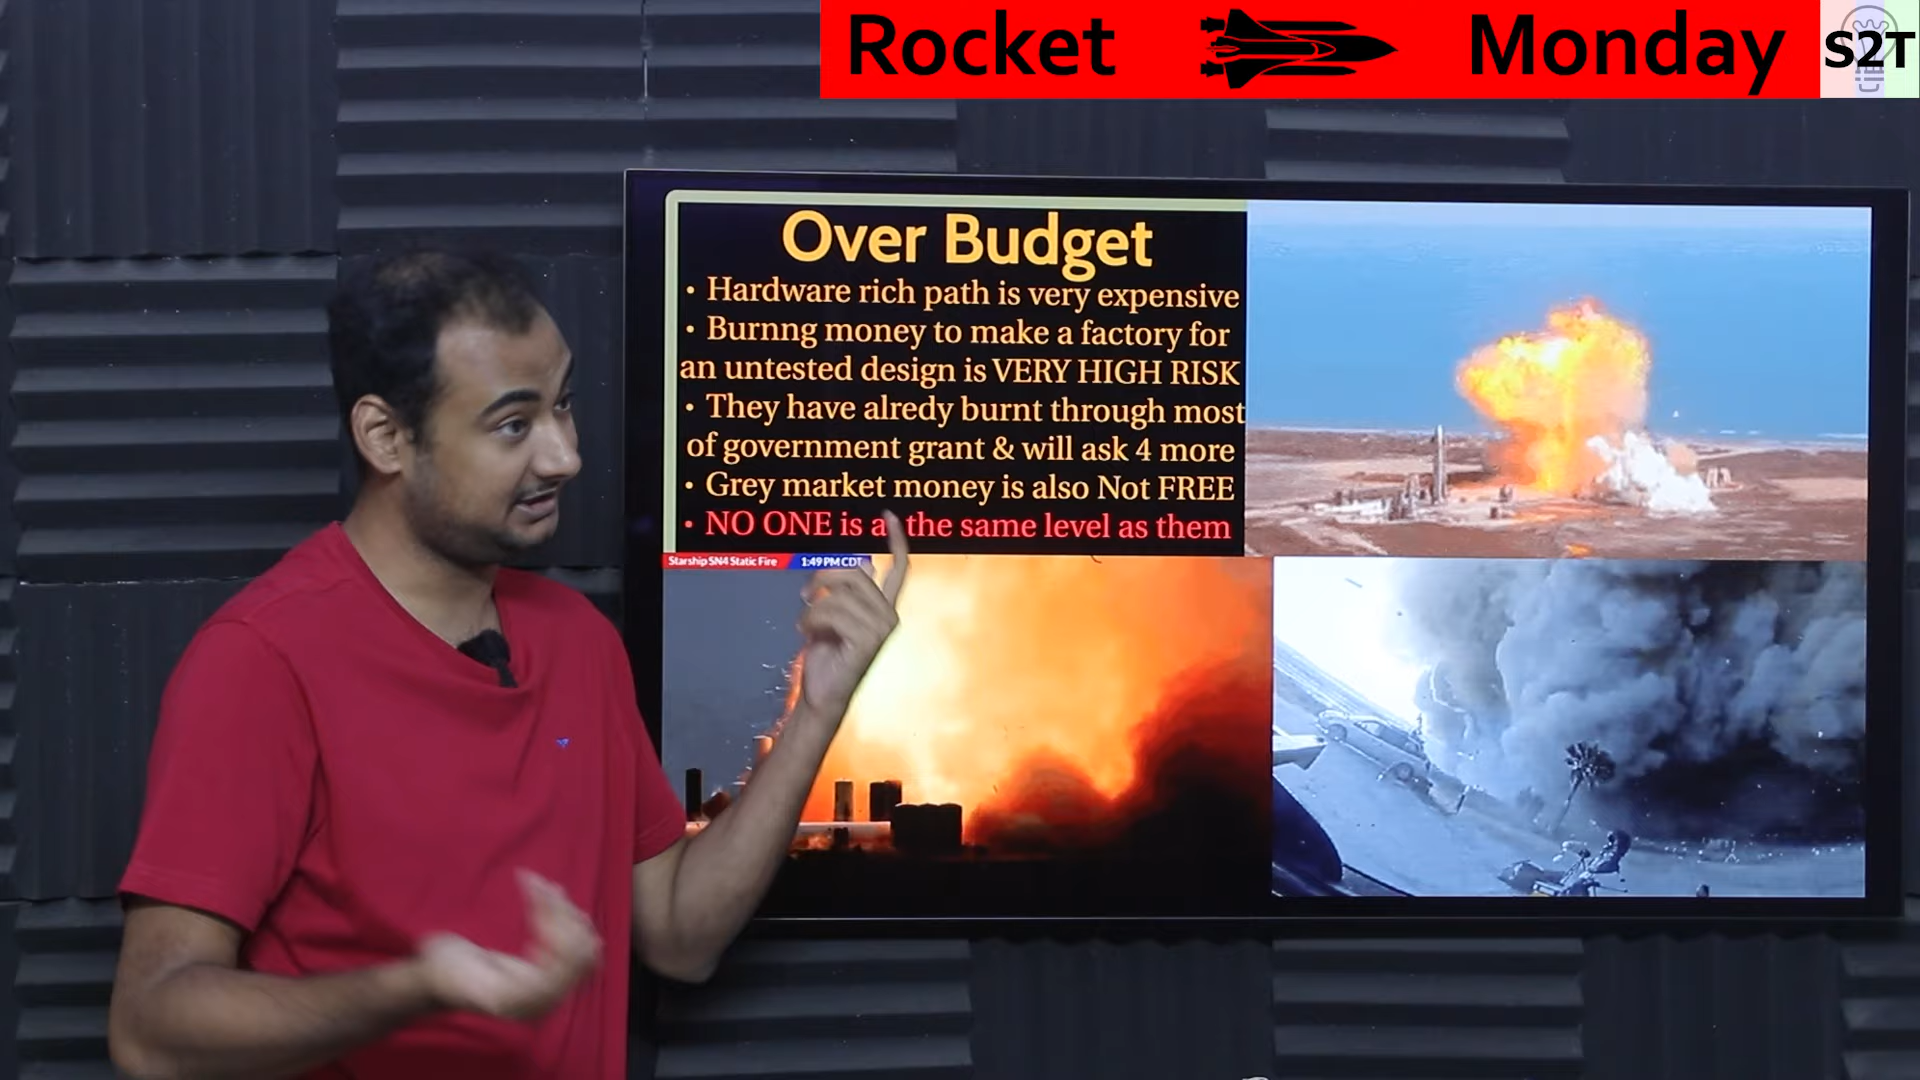 Rocket Monday
S2T
Over Budget
• Hardware rich path is very expensive
• Burnng money to make a factory for
an untested design is VERY HIGH RISK
• They have alredy burnt through most
of government grant & will ask 4 more
• Grey market money is also Not FREE
• NO ONE is at the same level as them
Starship SN4 Static Fire 1:49 PM CDT